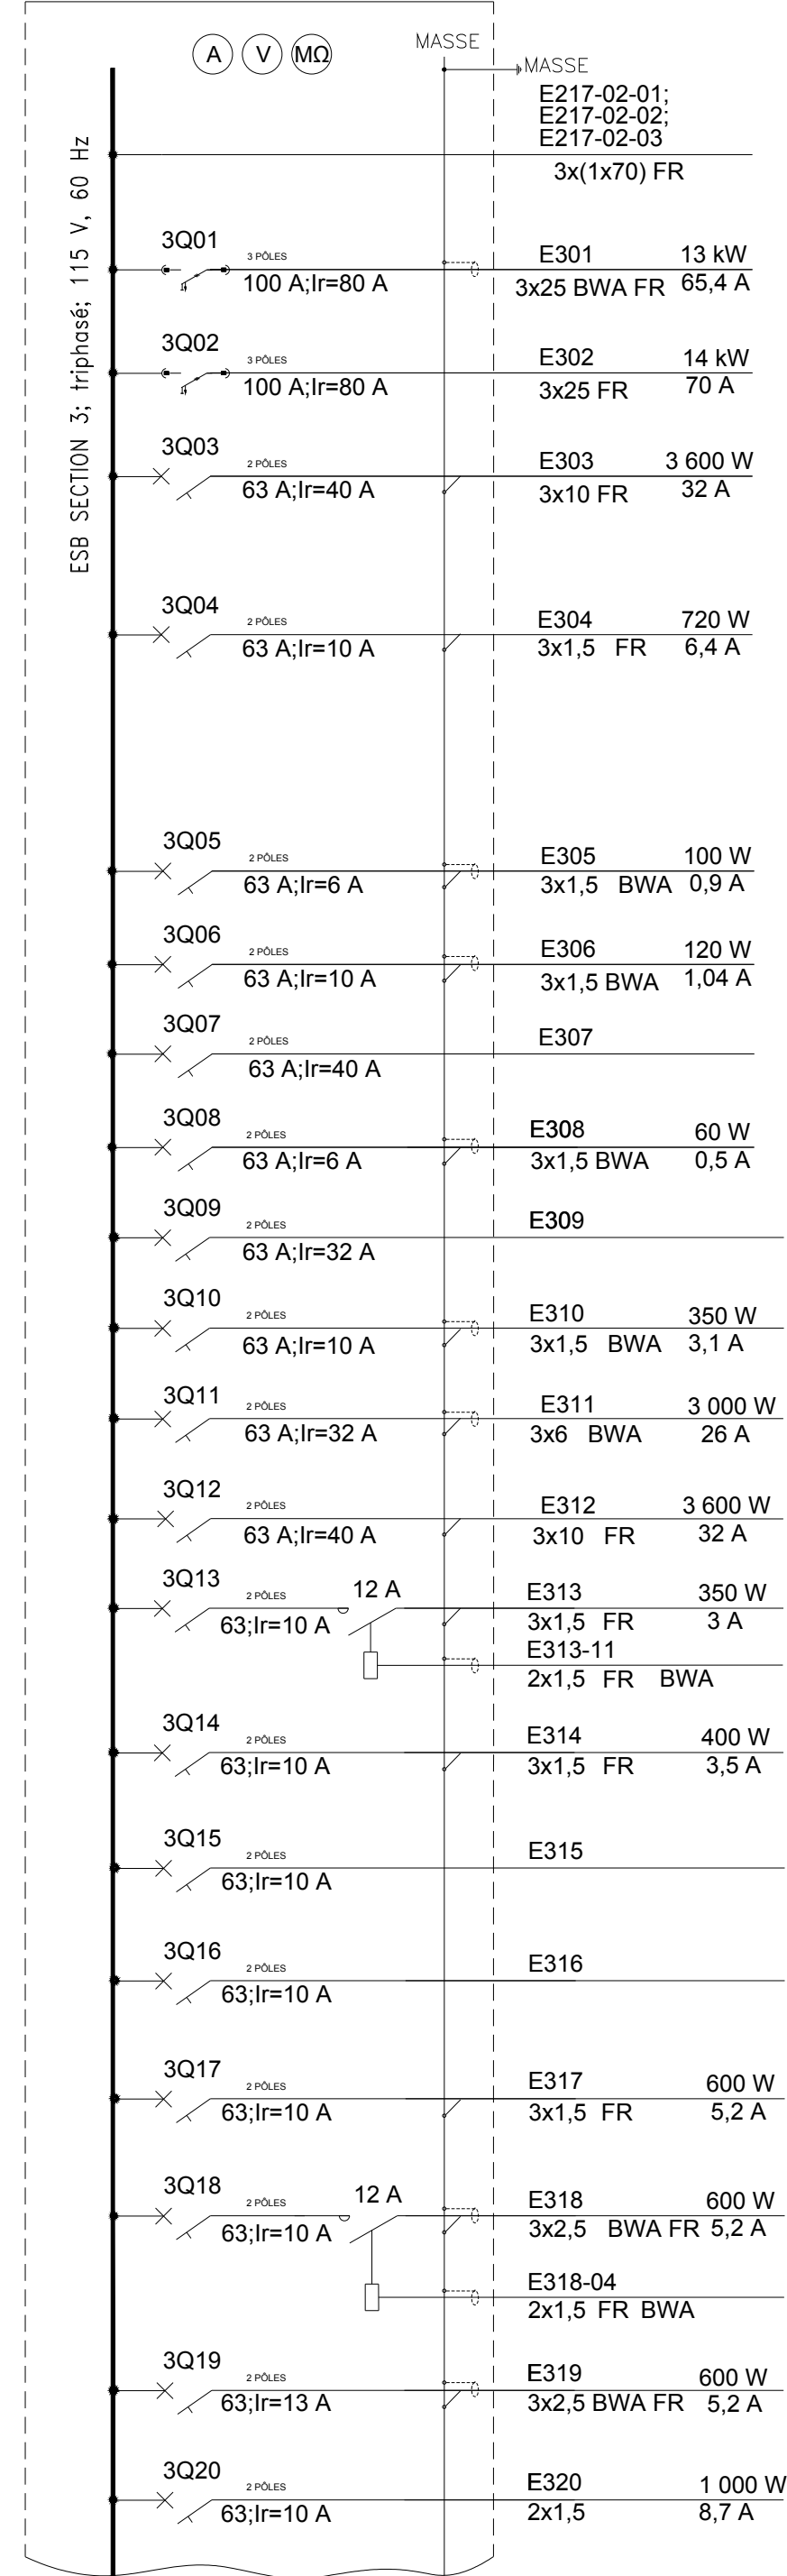 A V MΩ
MASSE
MASSE
E217-02-01;
E217-02-02;
E217-02-03
3x(1x70) FR
ESB SECTION 3; triphasé; 115 V, 60 Hz
3Q01
3 PÔLES
100 A;Ir=80 A
E301 13 kW
3x25 BWA FR 65,4 A
3Q02
3 PÔLES
100 A;Ir=80 A
E302 14 kW
3x25 FR 70 A
3Q03
2 PÔLES
63 A;Ir=40 A
E303 3 600 W
3x10 FR 32 A
3Q04
2 PÔLES
63 A;Ir=10 A
E304 720 W
3x1,5 FR 6,4 A
3Q05
2 PÔLES
63 A;Ir=6 A
E305 100 W
3x1,5 BWA 0,9 A
3Q06
2 PÔLES
63 A;Ir=10 A
E306 120 W
3x1,5 BWA 1,04 A
3Q07
2 PÔLES
63 A;Ir=40 A
E307
3Q08
2 PÔLES
63 A;Ir=6 A
E308 60 W
3x1,5 BWA 0,5 A
3Q09
2 PÔLES
63 A;Ir=32 A
E309
3Q10
2 PÔLES
63 A;Ir=10 A
E310 350 W
3x1,5 BWA 3,1 A
3Q11
2 PÔLES
63 A;Ir=32 A
E311 3 000 W
3x6 BWA 26 A
3Q12
2 PÔLES
63 A;Ir=40 A
E312 3 600 W
3x10 FR 32 A
3Q13
2 PÔLES
63;Ir=10 A
12 A
E313 350 W
3x1,5 FR 3 A
E313-11
2x1,5 FR BWA
3Q14
2 PÔLES
63;Ir=10 A
E314 400 W
3x1,5 FR 3,5 A
3Q15
2 PÔLES
63;Ir=10 A
E315
3Q16
2 PÔLES
63;Ir=10 A
E316
3Q17
2 PÔLES
63;Ir=10 A
E317 600 W
3x1,5 FR 5,2 A
3Q18
2 PÔLES
63;Ir=10 A
12 A
E318 600 W
3x2,5 BWA FR 5,2 A
E318-04
2x1,5 FR BWA
3Q19
2 PÔLES
63;Ir=13 A
E319 600 W
3x2,5 BWA FR 5,2 A
3Q20
2 PÔLES
63;Ir=10 A
E320 1 000 W
2x1,5 8,7 A